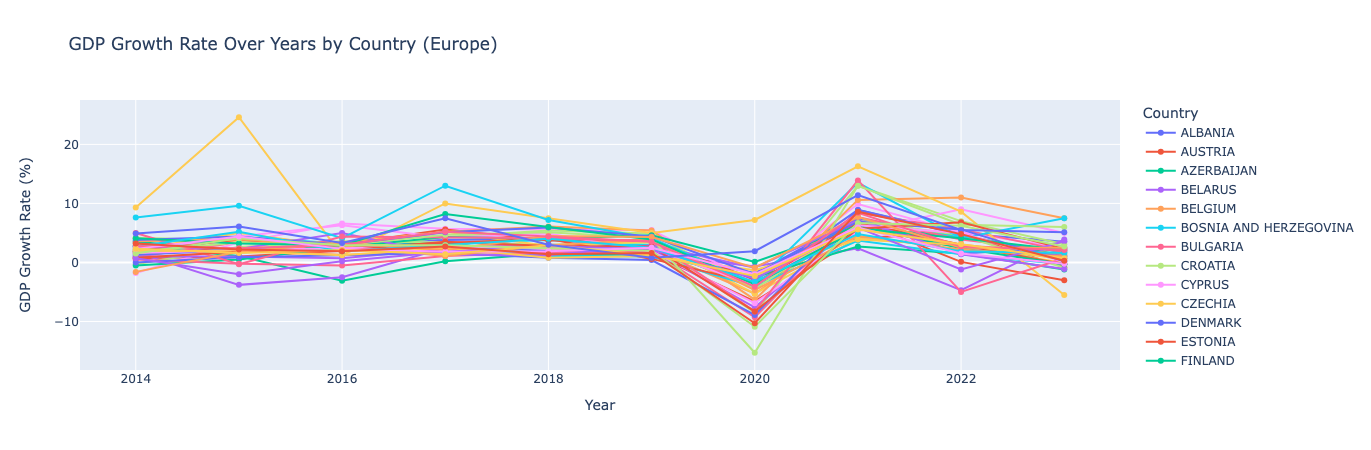 GDP Growth Rate Over Years by Country (Europe)
GDP Growth Rate (%)
20
10
0
−10
2014
2016
2018
2020
2022
Year
Country
ALBANIA
AUSTRIA
AZERBAIJAN
BELARUS
BELGIUM
BOSNIA AND HERZEGOVINA
BULGARIA
CROATIA
CYPRUS
CZECHIA
DENMARK
ESTONIA
FINLAND